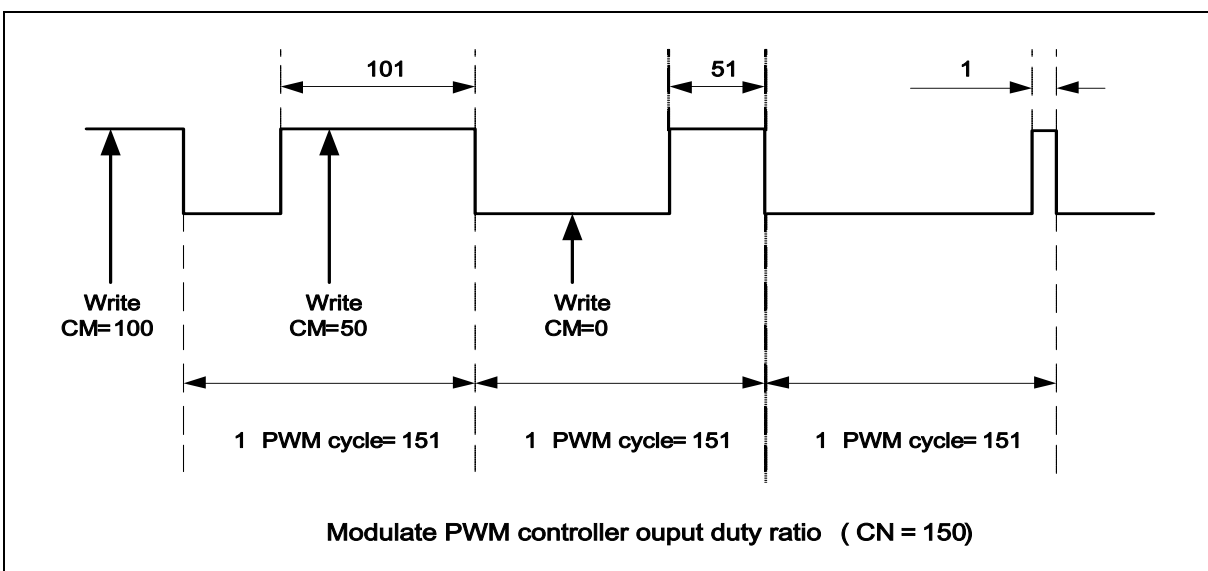 101
51
1
Write
CM=100
Write
CM=50
Write
CM=0
1 PWM cycle=151
1 PWM cycle=151
1 PWM cycle=151
Modulate PWM controller ouput duty ratio ( CN = 150)